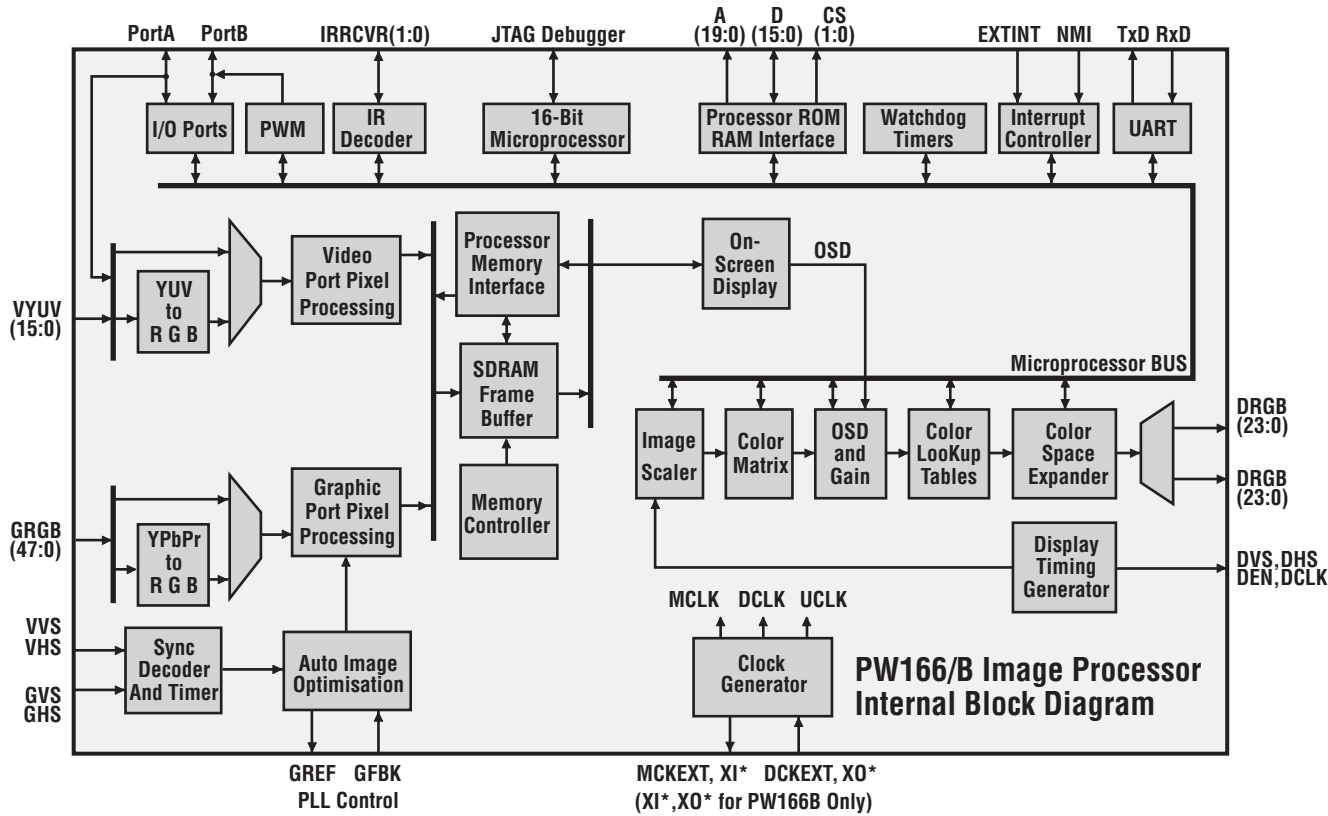 PortA PortB IRRCVR(1:0) JTAG Debugger A D CS EXTINT NMI TxD RxD
(19:0) (15:0) (1:0)
I/O Ports
PWM
IR
Decoder
16-Bit
Microprocessor
Processor ROM
RAM Interface
Watchdog
Timers
Interrupt
Controller
UART
VYUV
(15:0)
YUV
to
R G B
Video
Port Pixel
Processing
Processor
Memory
Interface
On-
Screen
Display
OSD
SDRAM
Frame
Buffer
Microprocessor BUS
Image
Scaler
Color
Matrix
OSD
and
Gain
Color
LooKup
Tables
Color
Space
Expander
DRGB
(23:0)
DRGB
(23:0)
GRGB
(47:0)
YPbPr
to
R G B
Graphic
Port Pixel
Processing
Memory
Controller
Display
Timing
Generator
DVS,DHS
DEN,DCLK
VVS
VHS
GVS
GHS
Sync
Decoder
And Timer
Auto Image
Optimisation
MCLK DCLK UCLK
Clock
Generator
PW166/B Image Processor
Internal Block Diagram
GREF GFBK
PLL Control
MCKEXT, XI* DCKEXT, XO*
(XI*,XO* for PW166B Only)